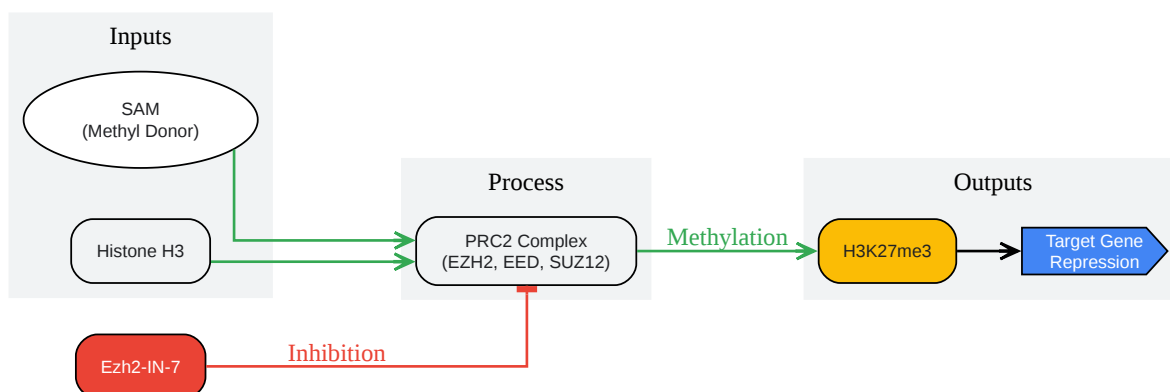 Inputs
SAM
(Methyl Donor)
Histone H3
Process
PRC2 Complex
(EZH2, EED, SUZ12)
Methylation
Outputs
H3K27me3
Target Gene
Repression
Inhibition
Ezh2-IN-7